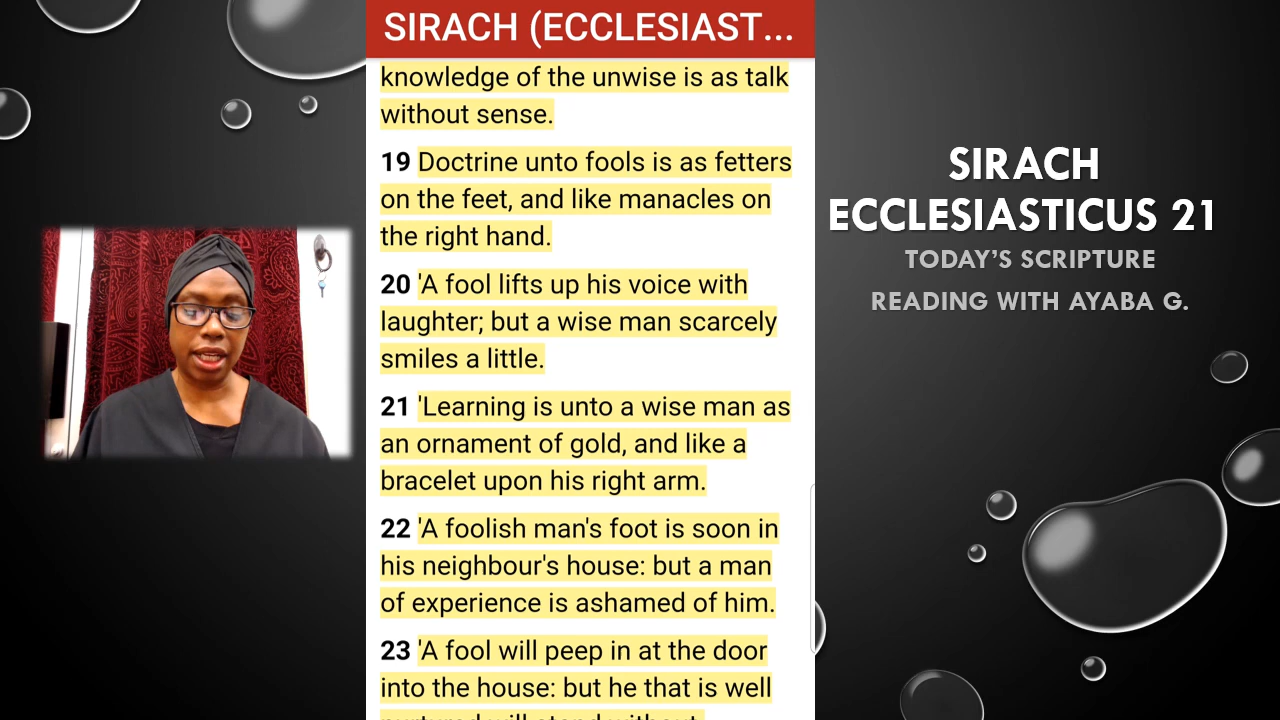 SIRACH (ECCLESIAST...
knowledge of the unwise is as talk
without sense.
19 Doctrine unto fools is as fetters
on the feet, and like manacles on
the right hand.
20 'A fool lifts up his voice with
laughter; but a wise man scarcely
smiles a little.
21 'Learning is unto a wise man as
an ornament of gold, and like a
bracelet upon his right arm.
22 'A foolish man's foot is soon in
his neighbour's house: but a man
of experience is ashamed of him.
23 'A fool will peep in at the door
into the house: but he that is well
nurtured will stand without.
SIRACH
ECCLESIASTICUS 21
TODAY'S SCRIPTURE
READING WITH AYABA G.